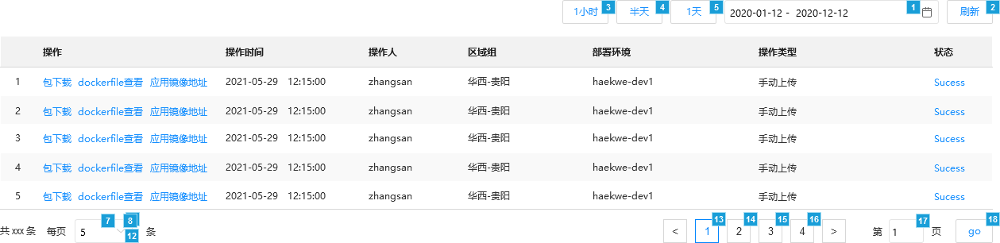 1小时 3 半天 4 1天 5 2020-01-12 - 2020-12-12 1 刷新 2
操作 操作时间 操作人 区域组 部署环境 操作类型 状态
1 包下载 dockerfile查看 应用镜像地址 2021-05-29 12:15:00 zhangsan 华西-贵阳 haekwe-dev1 手动上传 Sucess
2 包下载 dockerfile查看 应用镜像地址 2021-05-29 12:15:00 zhangsan 华西-贵阳 haekwe-dev1 手动上传 Sucess
3 包下载 dockerfile查看 应用镜像地址 2021-05-29 12:15:00 zhangsan 华西-贵阳 haekwe-dev1 手动上传 Sucess
4 包下载 dockerfile查看 应用镜像地址 2021-05-29 12:15:00 zhangsan 华西-贵阳 haekwe-dev1 手动上传 Sucess
5 包下载 dockerfile查看 应用镜像地址 2021-05-29 12:15:00 zhangsan 华西-贵阳 haekwe-dev1 手动上传 Sucess
共 xxx 条 每页 5 7 8 12 条 < 1 13 2 14 3 15 4 16 > 第 1 17 页 go 18